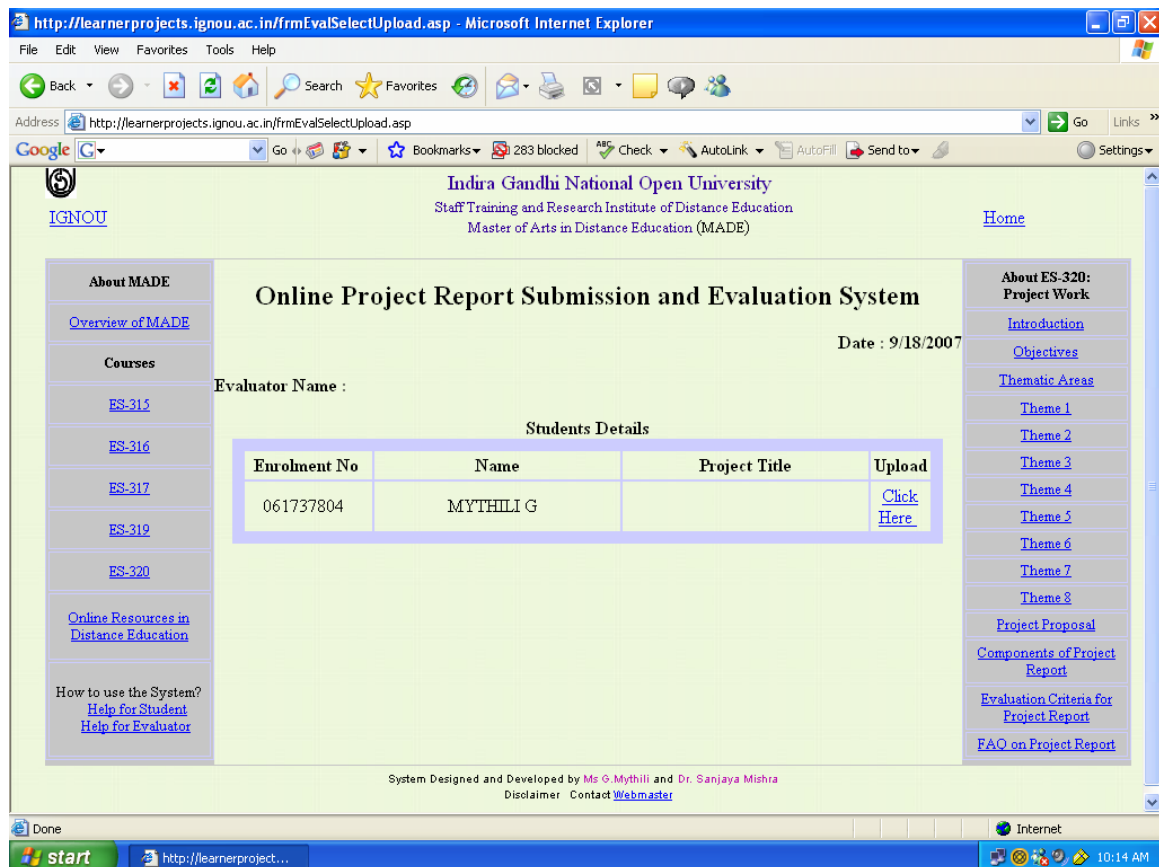 http://learnerprojects.ignou.ac.in/frmEvalSelectUpload.asp - Microsoft Internet Explorer
File Edit View Favorites Tools Help
Back Search Favorites
Address http://learnerprojects.ignou.ac.in/frmEvalSelectUpload.asp Go Links »
Google G Go Bookmarks 283 blocked ABC Check AutoLink AutoFill Send to Settings
Indira Gandhi National Open University
Staff Training and Research Institute of Distance Education
IGNOU Master of Arts in Distance Education (MADE) Home
About MADE
Overview of MADE
Courses
ES-315
ES-316
ES-317
ES-319
ES-320
Online Resources in
Distance Education
How to use the System?
Help for Student
Help for Evaluator
Online Project Report Submission and Evaluation System
Date : 9/18/2007
Evaluator Name :
Students Details
Enrolment No Name Project Title Upload
061737804 MYTHILI G Click
Here
About ES-320:
Project Work
Introduction
Objectives
Thematic Areas
Theme 1
Theme 2
Theme 3
Theme 4
Theme 5
Theme 6
Theme 7
Theme 8
Project Proposal
Components of Project
Report
Evaluation Criteria for
Project Report
FAQ on Project Report
System Designed and Developed by Ms G.Mythili and Dr. Sanjaya Mishra
Disclaimer Contact Webmaster
Done Internet
start http://learnerproject... 10:14 AM